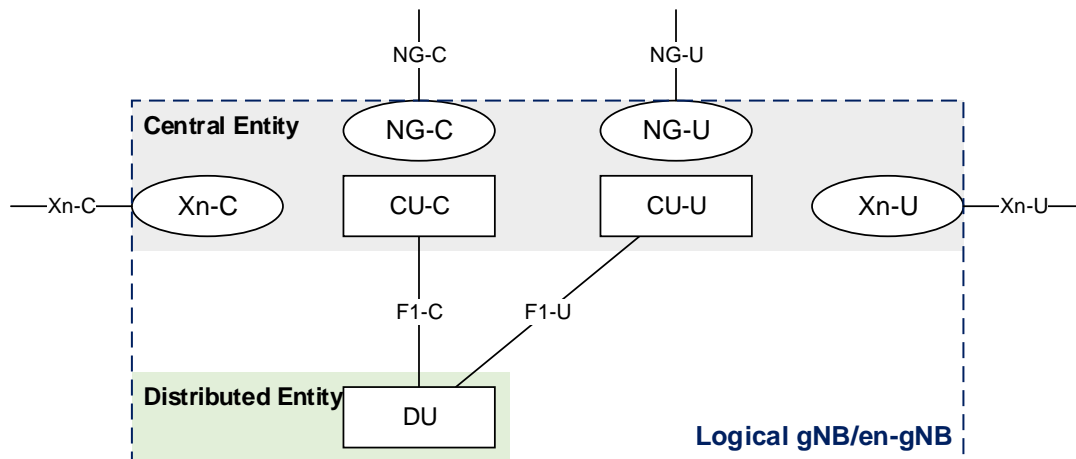 NG-C
NG-U
Central Entity
NG-C
NG-U
Xn-C
Xn-C
CU-C
CU-U
Xn-U
Xn-U
F1-C
F1-U
Distributed Entity
DU
Logical gNB/en-gNB